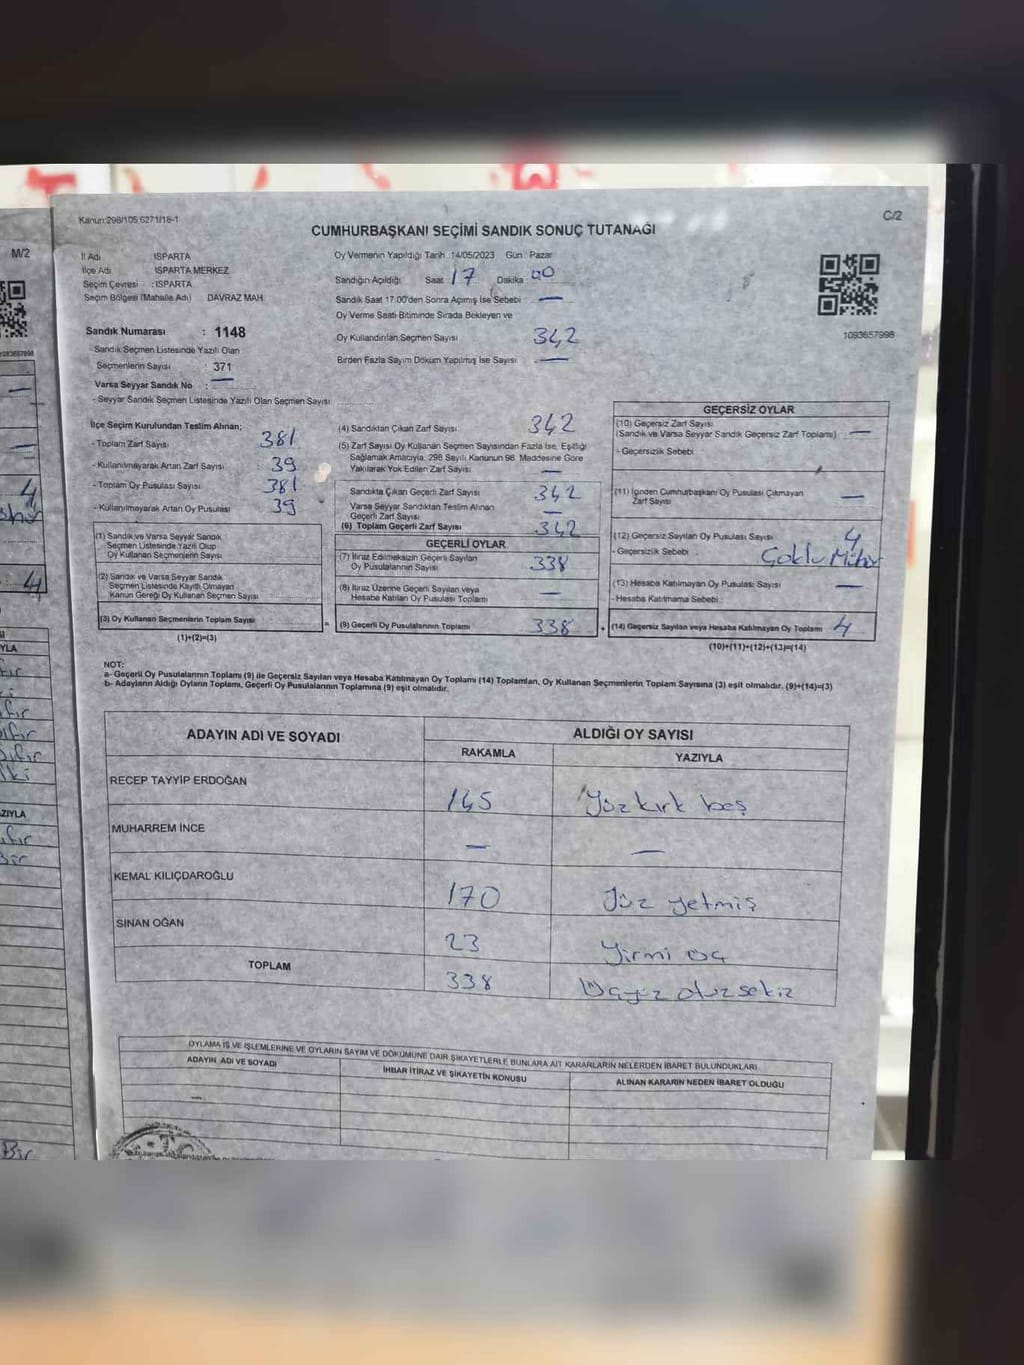 Kanun:298/105,6271/18-1
C/2
CUMHURBAŞKANI SEÇİMİ SANDIK SONUÇ TUTANAĞI
M/2
İl Adı ISPARTA
İlçe Adı ISPARTA MERKEZ
Seçim Çevresi : ISPARTA
Seçim Bölgesi (Mahalle Adı) DAVRAZ MAH.
Sandık Numarası : 1148
- Sandık Seçmen Listesinde Yazılı Olan
Seçmenlerin Sayısı : 371
Varsa Seyyar Sandık No : —
- Seyyar Sandık Seçmen Listesinde Yazılı Olan Seçmen Sayısı
Oy Vermenin Yapıldığı Tarih 14/05/2023 Gün : Pazar
Sandığın Açıldığı Saat 17 Dakika 00
Sandık Saat 17.00'den Sonra Açımış İse Sebebi —
Oy Verme Saati Bitiminde Sırada Bekleyen ve
Oy Kullandırılan Seçmen Sayısı 342
Birden Fazla Sayım Döküm Yapılmış İse Sayısı —
1093657998
İlçe Seçim Kurulundan Teslim Alınan;
- Toplam Zarf Sayısı 381
- Kullanılmayarak Artan Zarf Sayısı 39
- Toplam Oy Pusulası Sayısı 381
- Kullanılmayarak Artan Oy Pusulası 39
(1) Sandık ve Varsa Seyyar Sandık
Seçmen Listesinde Yazılı Olup
Oy Kullanan Seçmenlerin Sayısı
(2) Sandık ve Varsa Seyyar Sandık
Seçmen Listesinde Kayıtlı Olmayan
Kanun Gereği Oy Kullanan Seçmen Sayısı
(3) Oy Kullanan Seçmenlerin Toplam Sayısı
(1)+(2)=(3)
(4) Sandıktan Çıkan Zarf Sayısı 342
(5) Zarf Sayısı Oy Kullanan Seçmen Sayısından Fazla İse, Eşitliği
Sağlamak Amacıyla, 298 Sayılı Kanunun 98. Maddesine Göre
Yakılarak Yok Edilen Zarf Sayısı —
Sandıkta Çıkan Geçerli Zarf Sayısı 342
Varsa Seyyar Sandıktan Teslim Alınan
Geçerli Zarf Sayısı —
(6) Toplam Geçerli Zarf Sayısı 342
GEÇERLİ OYLAR
(7) İtiraz Edilmeksizin Geçerli Sayılan
Oy Pusulalarının Sayısı 338
(8) İtiraz Üzerine Geçerli Sayılan veya
Hesaba Katılan Oy Pusulası Toplamı —
(9) Geçerli Oy Pusulalarının Toplamı 338
GEÇERSİZ OYLAR
(10) Geçersiz Zarf Sayısı
(Sandık ve Varsa Seyyar Sandık Geçersiz Zarf Toplamı) —
- Geçersizlik Sebebi
(11) İçinden Cumhurbaşkanı Oy Pusulası Çıkmayan
Zarf Sayısı —
(12) Geçersiz Sayılan Oy Pusulası Sayısı 4
- Geçersizlik Sebebi Çoklu Mühür
(13) Hesaba Katılmayan Oy Pusulası Sayısı —
- Hesaba Katılmama Sebebi
(14) Geçersiz Sayılan veya Hesaba Katılmayan Oy Toplamı 4
(10)+(11)+(12)+(13)=(14)
NOT:
a- Geçerli Oy Pusulalarının Toplamı (9) ile Geçersiz Sayılan veya Hesaba Katılmayan Oy Toplamı (14) Toplamları, Oy Kullanan Seçmenlerin Toplam Sayısına (3) eşit olmalıdır. (9)+(14)=(3)
b- Adayların Aldığı Oyların Toplamı, Geçerli Oy Pusulalarının Toplamına (9) eşit olmalıdır.
ADAYIN ADI VE SOYADI ALDIĞI OY SAYISI
RAKAMLA YAZIYLA
RECEP TAYYİP ERDOĞAN 145 Yüz kırk beş
MUHARREM İNCE — —
KEMAL KILIÇDAROĞLU 170 Yüz yetmiş
SİNAN OĞAN 23 Yirmi üç
TOPLAM 338 Üçyüz otuz sekiz
OYLAMA İŞ VE İŞLEMLERİNE VE OYLARIN SAYIM VE DÖKÜMÜNE DAİR ŞİKAYETLERLE BUNLARA AİT KARARLARIN NELERDEN İBARET BULUNDUKLARI
ADAYIN ADI VE SOYADI İHBAR İTİRAZ VE ŞİKAYETİN KONUSU ALINAN KARARIN NEDEN İBARET OLDUĞU
—